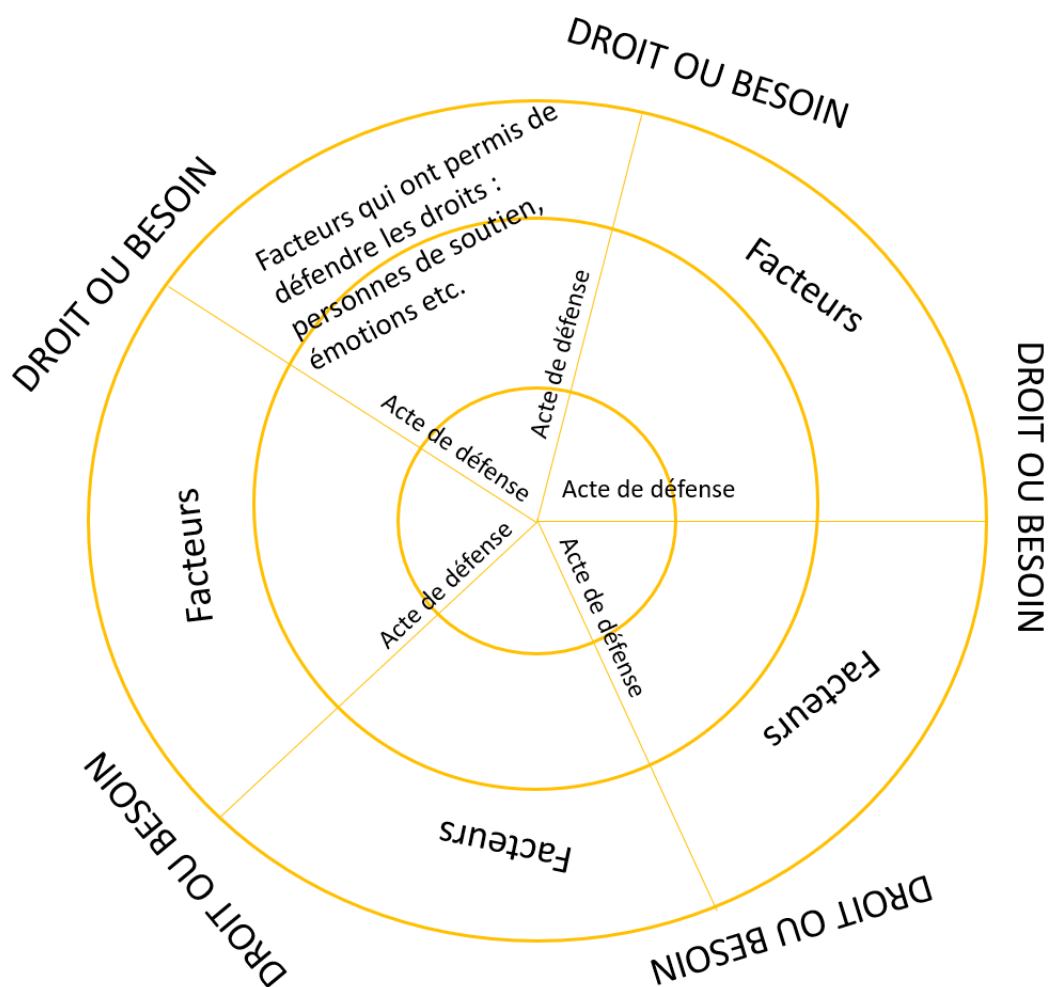 DROIT OU BESOIN
DROIT OU BESOIN
Facteurs qui ont permis de
défendre les droits :
personnes de soutien,
émotions etc.
Facteurs
Acte de défense
Acte de défense
DROIT OU BESOIN
Acte de défense
Facteurs
Acte de défense
Acte de défense
Facteurs
Facteurs
DROIT OU BESOIN
DROIT OU BESOIN